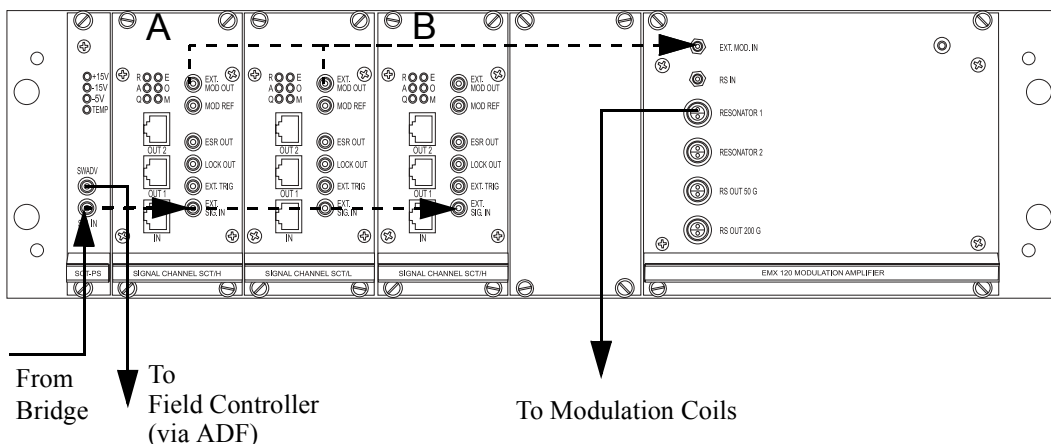 A
B
+15V
-15V
-5V
TEMP
SWADV
SIG IN
SCT-PS
R E
A O
Q M
OUT 2
OUT 1
IN
EXT.
MOD OUT
MOD REF
ESR OUT
LOCK OUT
EXT. TRIG
EXT.
SIG. IN
SIGNAL CHANNEL SCT/H
R E
A O
Q M
OUT 2
OUT 1
IN
EXT.
MOD OUT
MOD REF
ESR OUT
LOCK OUT
EXT. TRIG
EXT.
SIG. IN
SIGNAL CHANNEL SCT/L
R E
A O
Q M
OUT 2
OUT 1
IN
EXT.
MOD OUT
MOD REF
ESR OUT
LOCK OUT
EXT. TRIG
EXT.
SIG. IN
SIGNAL CHANNEL SCT/H
EXT. MOD. IN
RS IN
RESONATOR 1
RESONATOR 2
RS OUT 50 G
RS OUT 200 G
EMX 120 MODULATION AMPLIFIER
From
Bridge
To
Field Controller
(via ADF)
To Modulation Coils